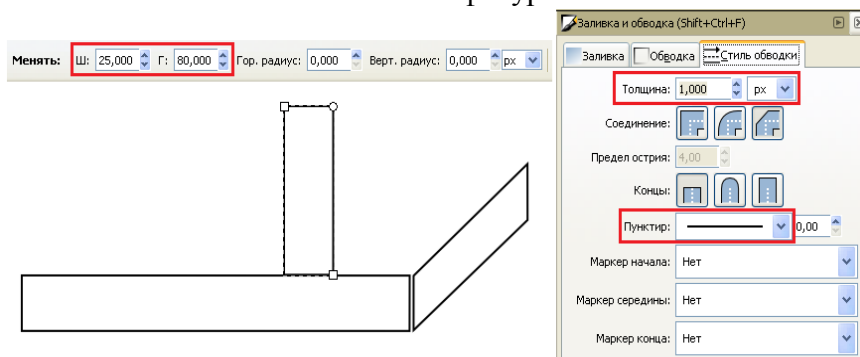 Менять: Ш: 25,000 Г: 80,000 Гор. радиус: 0,000 Верт. радиус: 0,000 px
Заливка и обводка (Shift+Ctrl+F)
Заливка Обводка Стиль обводки
Толщина: 1,000 px
Соединение:
Предел острия: 4,00
Концы:
Пунктир: 0,00
Маркер начала: Нет
Маркер середины: Нет
Маркер конца: Нет